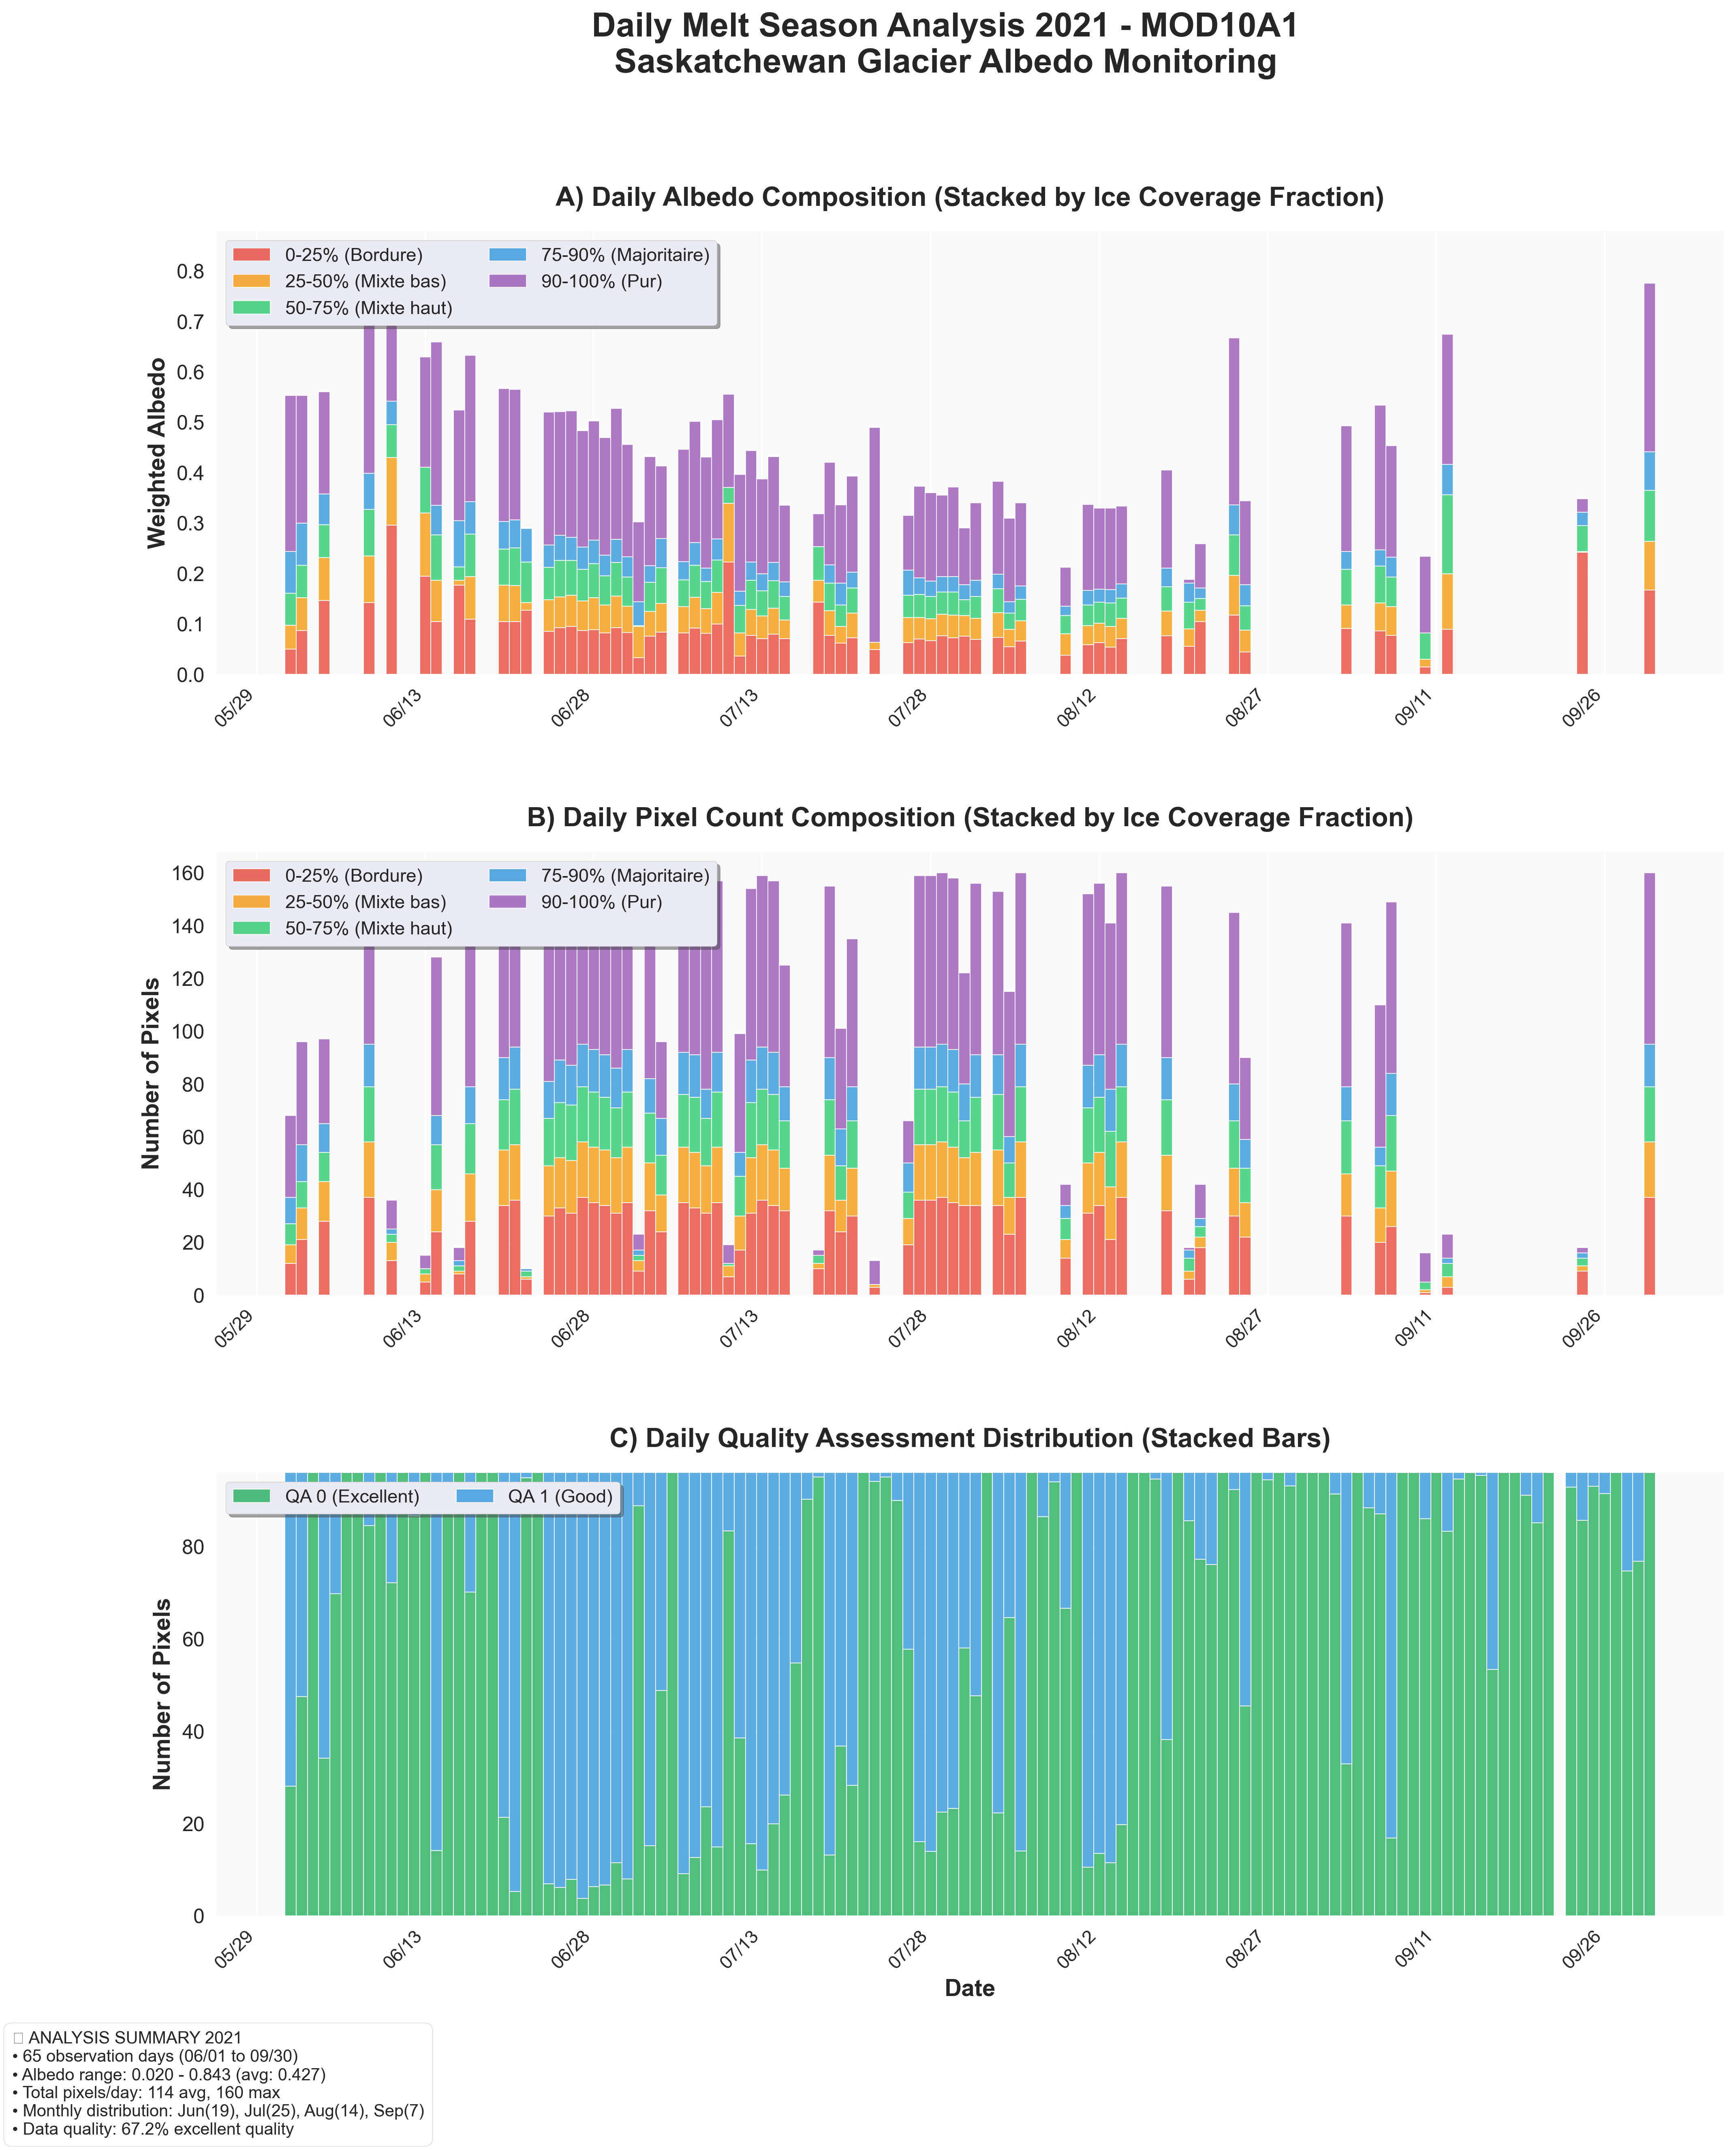 Daily Melt Season Analysis 2021 - MOD10A1
Saskatchewan Glacier Albedo Monitoring
A) Daily Albedo Composition (Stacked by Ice Coverage Fraction)
0-25% (Bordure)
25-50% (Mixte bas)
50-75% (Mixte haut)
75-90% (Majoritaire)
90-100% (Pur)
Weighted Albedo
0.8
0.7
0.6
0.5
0.4
0.3
0.2
0.1
0.0
05/29
06/13
06/28
07/13
07/28
08/12
08/27
09/11
09/26
B) Daily Pixel Count Composition (Stacked by Ice Coverage Fraction)
0-25% (Bordure)
25-50% (Mixte bas)
50-75% (Mixte haut)
75-90% (Majoritaire)
90-100% (Pur)
Number of Pixels
160
140
120
100
80
60
40
20
0
05/29
06/13
06/28
07/13
07/28
08/12
08/27
09/11
09/26
C) Daily Quality Assessment Distribution (Stacked Bars)
QA 0 (Excellent)
QA 1 (Good)
Number of Pixels
80
60
40
20
0
05/29
06/13
06/28
07/13
07/28
08/12
08/27
09/11
09/26
Date
ANALYSIS SUMMARY 2021
• 65 observation days (06/01 to 09/30)
• Albedo range: 0.020 - 0.843 (avg: 0.427)
• Total pixels/day: 114 avg, 160 max
• Monthly distribution: Jun(19), Jul(25), Aug(14), Sep(7)
• Data quality: 67.2% excellent quality